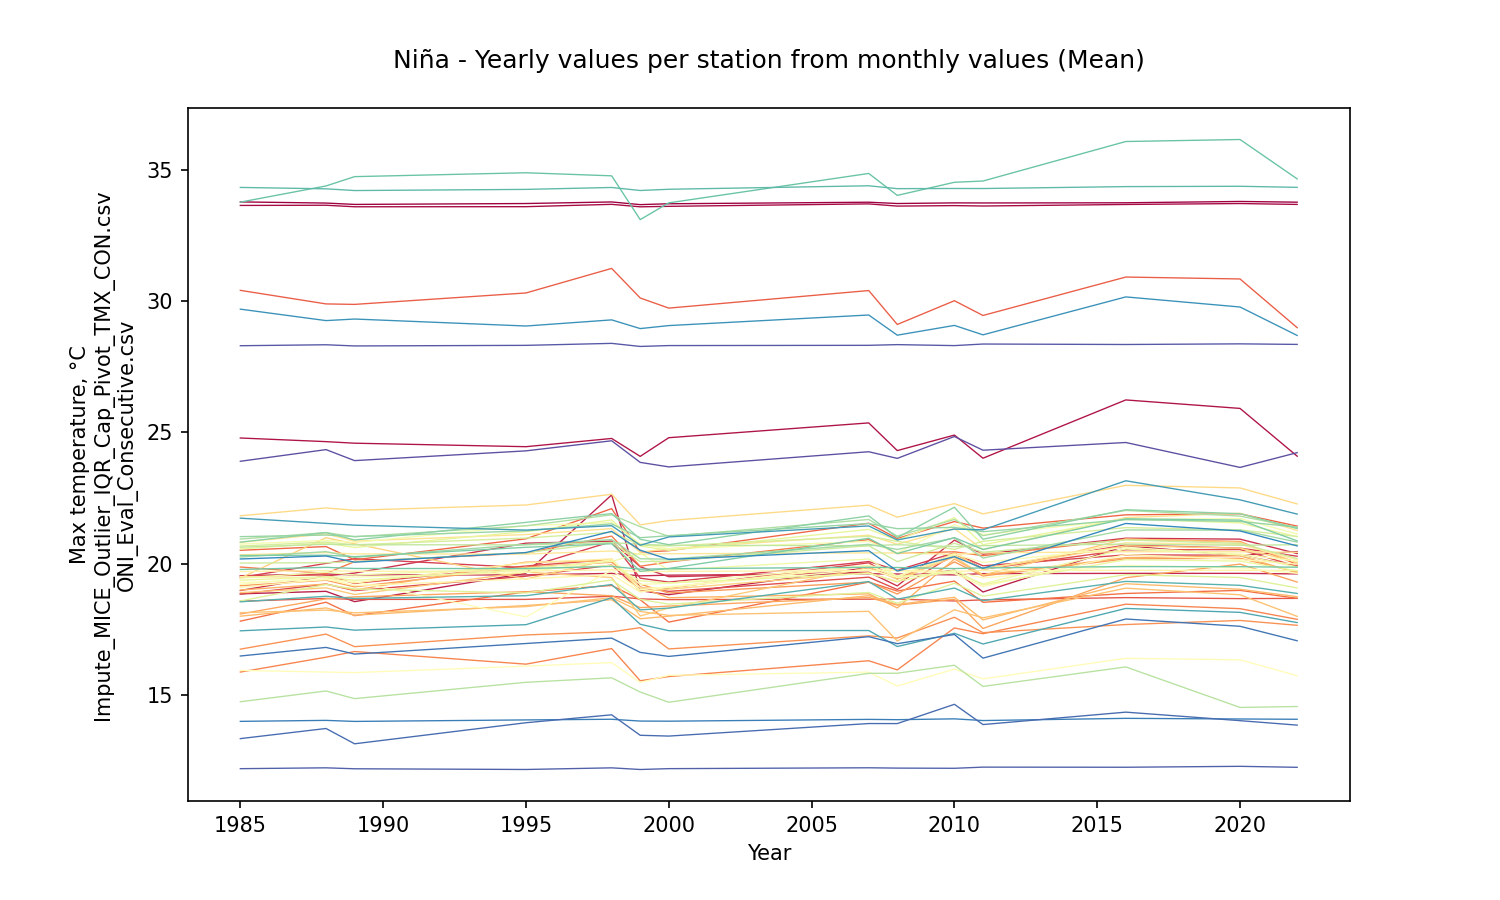 Niña - Yearly values per station from monthly values (Mean)
Max temperature, °C
Impute_MICE_Outlier_IQR_Cap_Pivot_TMX_CON.csv
ONI_Eval_Consecutive.csv
35
30
25
20
15
1985
1990
1995
2000
2005
2010
2015
2020
Year